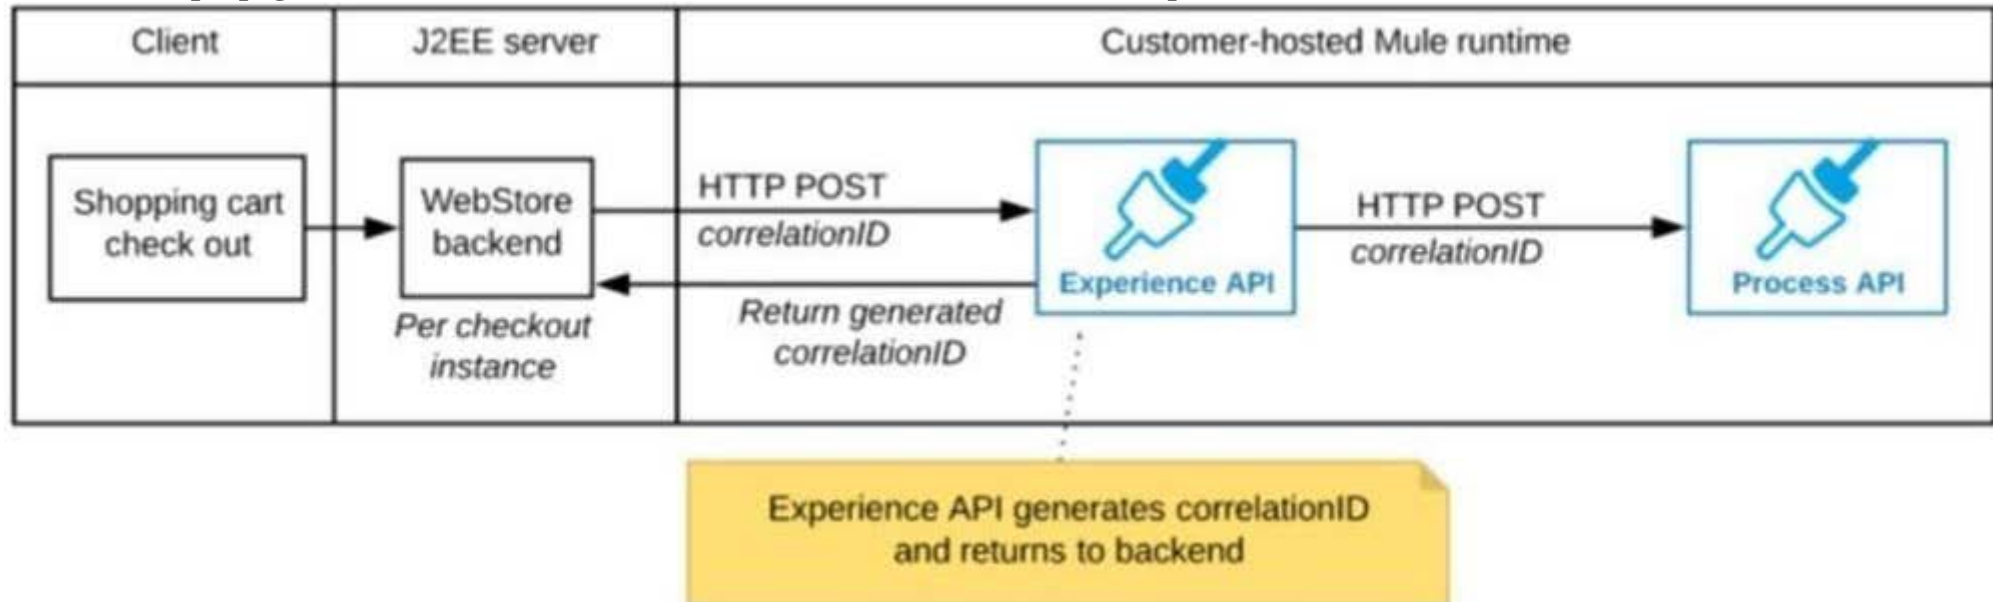 Client
J2EE server
Customer-hosted Mule runtime
Shopping cart
check out
WebStore
backend
Per checkout
instance
HTTP POST
correlationID
Return generated
correlationID
Experience API
HTTP POST
correlationID
Process API
Experience API generates correlationID
and returns to backend